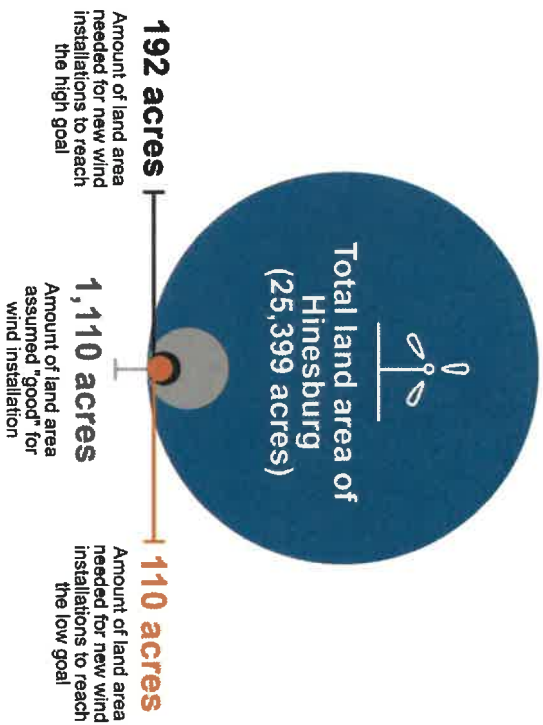 Total land area of
Hinesburg
(25,399 acres)
192 acres
Amount of land area
needed for new wind
installations to reach
the high goal
1,110 acres
Amount of land area
assumed "good" for
wind installation
110 acres
Amount of land area
needed for new wind
installations to reach
the low goal